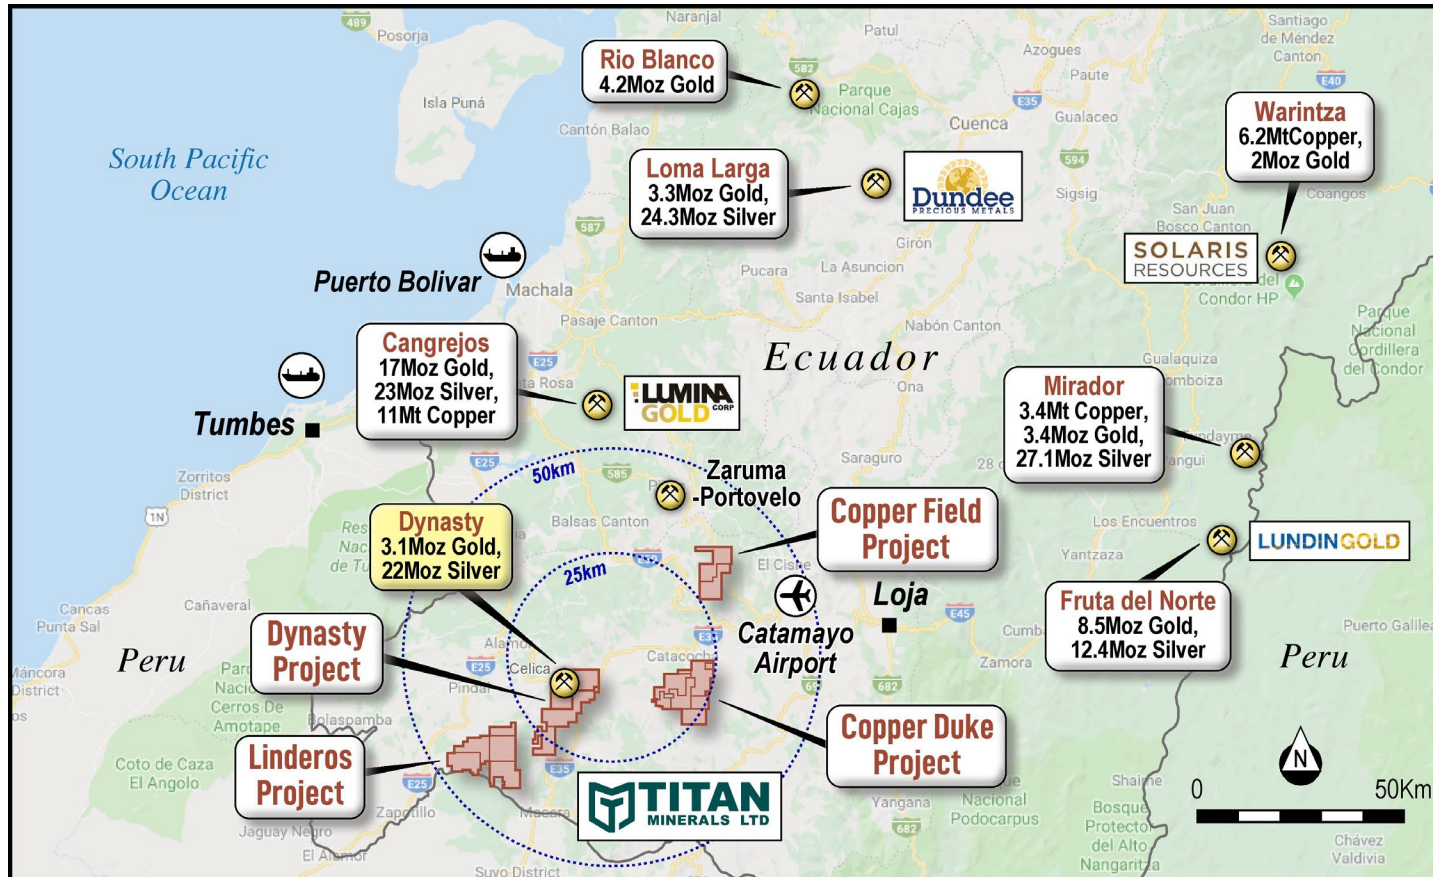 489
Posorja
Naranjal
Patul
Santiago
de Méndez
Canton
Azogues
Paute
E40
Rio Blanco
4.2Moz Gold
582
Parque
Nacional Cajas
E35
Gualaceo
Isla Puná
Cantón Balao
Cuenca
Warintza
6.2MtCopper,
2Moz Gold
South Pacific
Ocean
Loma Larga
3.3Moz Gold,
24.3Moz Silver
Dundee
PRECIOUS METALS
594
Sigsig
Coangos
San Juan
Bosco Canton
587
Girón
SOLARIS
RESOURCES
Puerto Bolivar
Machala
Pucara
La Asuncion
Santa Isabel
Condor HP
Pasaje Canton
Nabón Canton
Parque
Nacional
Cordillera
del Condor
Cangrejos
17Moz Gold,
23Moz Silver,
11Mt Copper
E25
Ecuador
Gualaquiza
LUMINA
GOLD CORP
Ona
Mirador
3.4Mt Copper,
3.4Moz Gold,
27.1Moz Silver
Tumbes
Saraguro
Zorritos
District
E25
50km
585
Zaruma
-Portovelo
1N
Balsas Canton
Copper Field
Project
Los Encuentros
Dynasty
3.1Moz Gold,
22Moz Silver
LUNDINGOLD
Yantzaza
25km
El Cisne
Cancas
Punta Sal
Cañaveral
Catamayo
Airport
Loja
E45
Fruta del Norte
8.5Moz Gold,
12.4Moz Silver
Puerto Galilea
Dynasty
Project
Peru
Celica
Catacocha
E35
Zamora
Peru
Máncora
District
E25
Pindal
682
Cerros De
Amotape
Bolaspamba
Linderos
Project
Copper Duke
Project
Coto de Caza
El Angolo
E25
E35
TITAN
MINERALS LTD
N
0
50Km
Zapotillo
Macara
Yangana
Parque
Nacional
Podocarpus
Shaime
Bosque
Protector
del Alto
Nangaritza
Jaguay Negro
682
El Alamor
Suyo District
Chávez
Valdivia